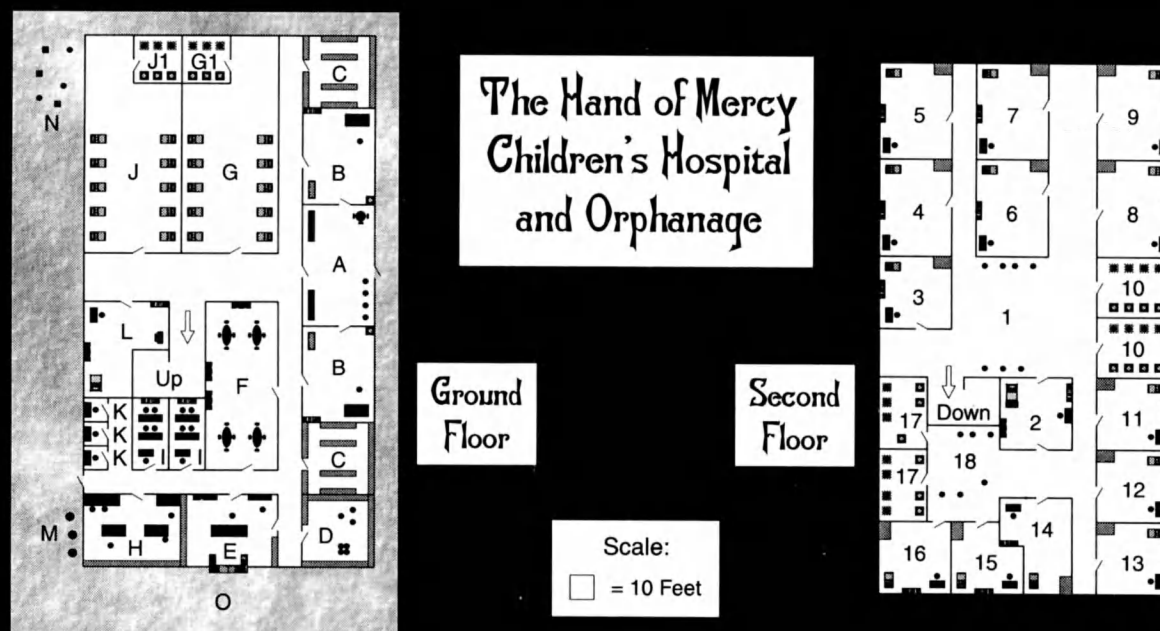 The Hand of Mercy
Children's Hospital
and Orphanage
J1 G1 C
N
J G B
A
L
Up F B
K
K
K I I C
M H E D
O
Ground
Floor
Second
Floor
Scale:
= 10 Feet
5 7 9
4 6 8
3 10
1
10
17 Down 2 11
18
17 12
14
16 15 13